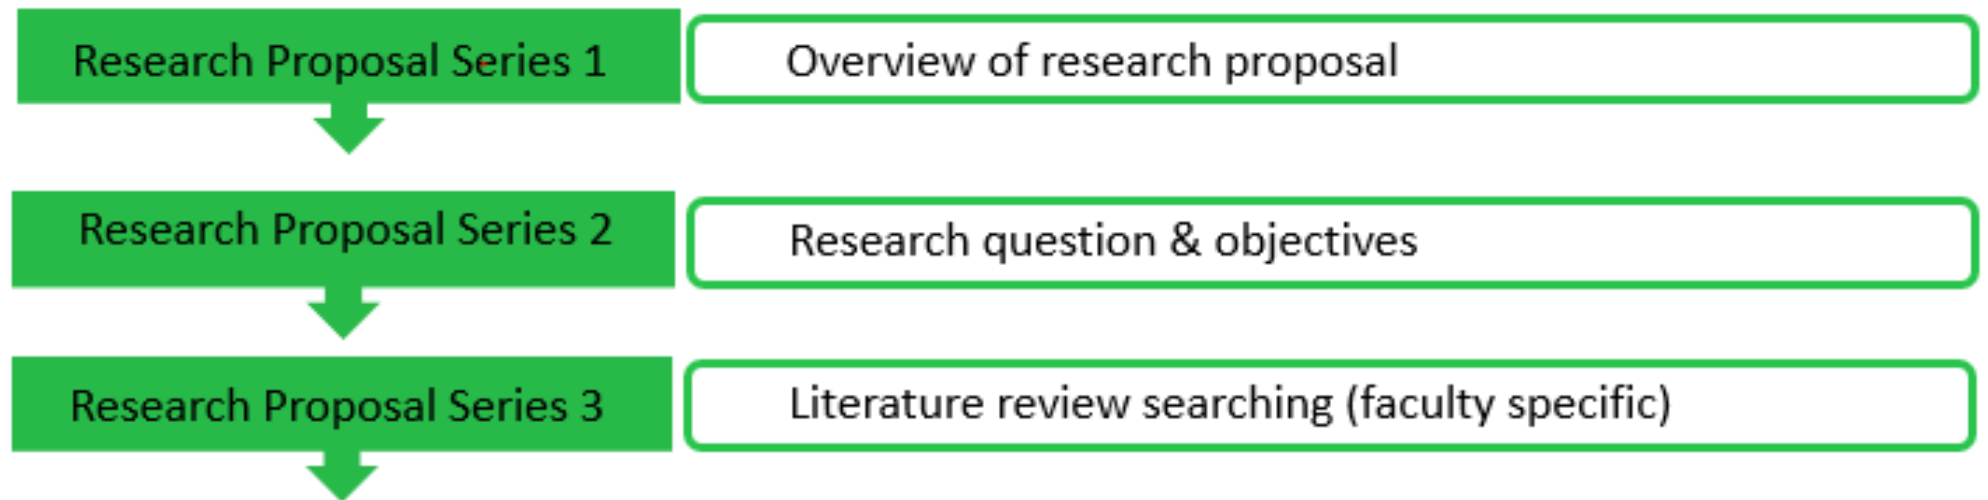 Research Proposal Series 1
Overview of research proposal
Research Proposal Series 2
Research question & objectives
Research Proposal Series 3
Literature review searching (faculty specific)